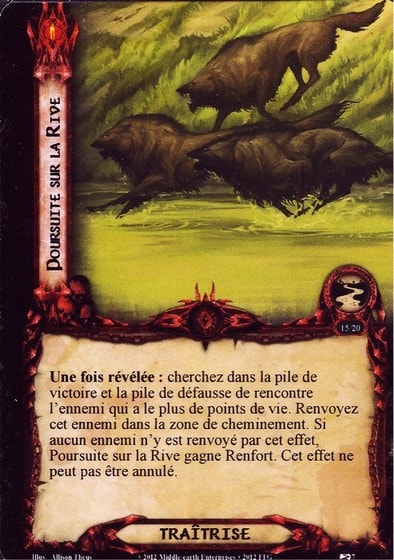 Poursuite sur la Rive
15/20
Une fois révélée : cherchez dans la pile de
victoire et la pile de défausse de rencontre
l'ennemi qui a le plus de points de vie. Renvoyez
cet ennemi dans la zone de cheminement. Si
aucun ennemi n'y est renvoyé par cet effet,
Poursuite sur la Rive gagne Renfort. Cet effet ne
peut pas être annulé.
TRAÎTRISE
Illus. Allison Theus ©2012 Middle-earth Enterprises ©2012 FFG